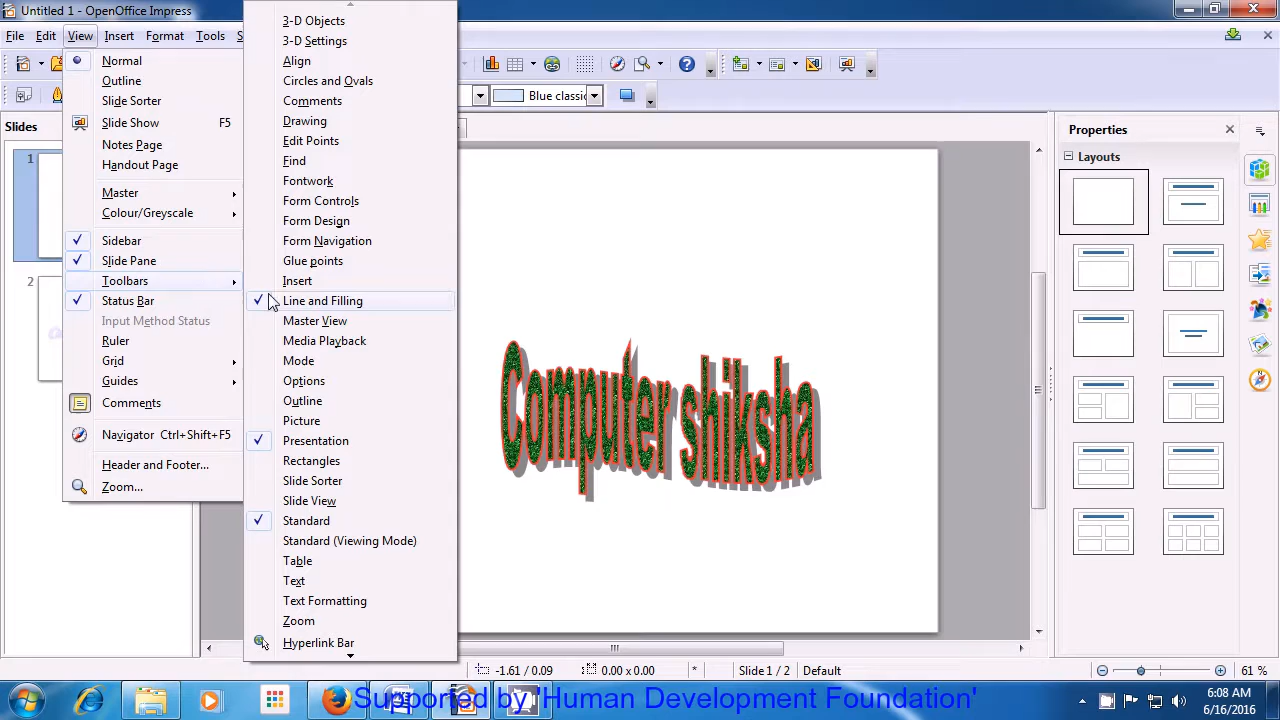 Untitled 1 - OpenOffice Impress
File Edit View Insert Format Tools
Blue classic
Slides
1
2
Normal
Outline
Slide Sorter
Slide Show F5
Notes Page
Handout Page
Master
Colour/Greyscale
Sidebar
Slide Pane
Toolbars
Status Bar
Input Method Status
Ruler
Grid
Guides
Comments
Navigator Ctrl+Shift+F5
Header and Footer...
Zoom...
3-D Objects
3-D Settings
Align
Circles and Ovals
Comments
Drawing
Edit Points
Find
Fontwork
Form Controls
Form Design
Form Navigation
Glue points
Insert
Line and Filling
Master View
Media Playback
Mode
Options
Outline
Picture
Presentation
Rectangles
Slide Sorter
Slide View
Standard
Standard (Viewing Mode)
Table
Text
Text Formatting
Zoom
Hyperlink Bar
Computer shiksha
Properties
Layouts
-1.61 / 0.09
0.00 x 0.00
*
Slide 1 / 2
Default
61 %
Supported by 'Human Development Foundation'
6:08 AM
6/16/2016